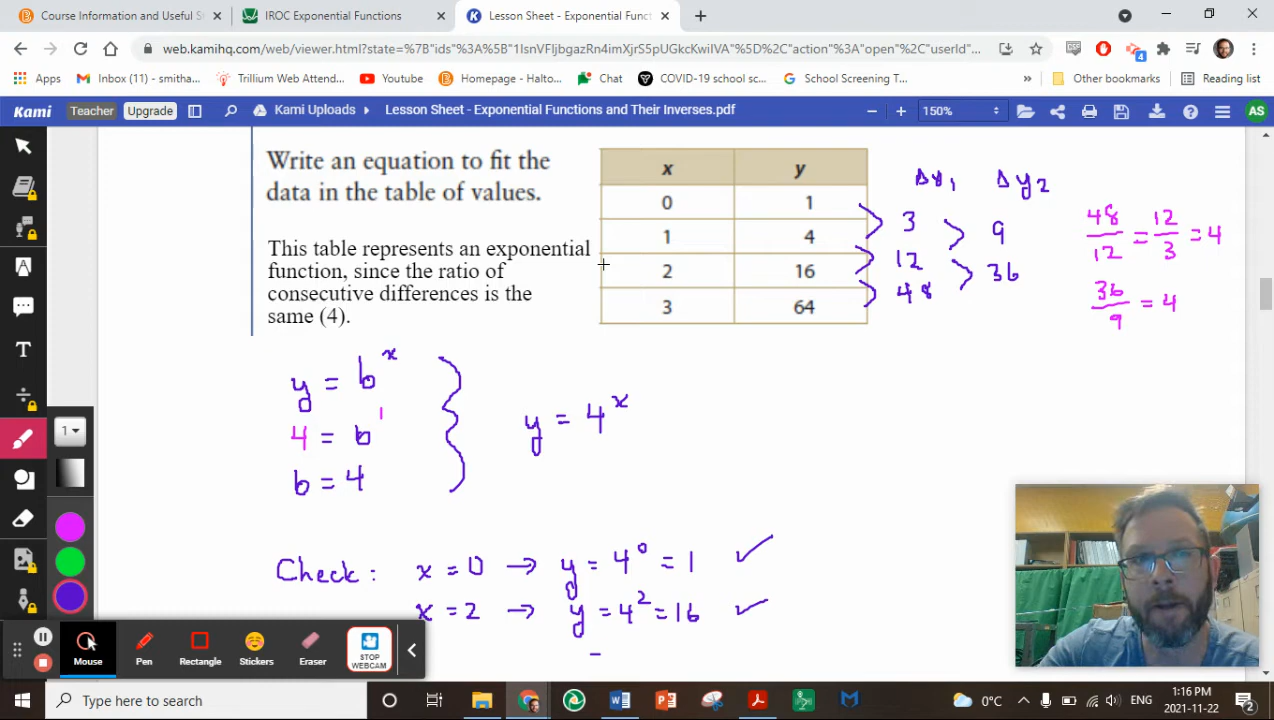 Course Information and Useful S
IROC Exponential Functions
Lesson Sheet - Exponential Funct
web.kamihq.com/web/viewer.html?state=%7B"ids"%3A%5B"1IsnVFIjbgazRn4imXjrS5pUGkcKwiIVA"%5D%2C"action"%3A"open"%2C"userId"...
4
Apps
Inbox (11) - smitha...
Trillium Web Attend...
YouTube
Homepage - Halto...
Chat
COVID-19 school sc...
School Screening T...
»
Other bookmarks
Reading list
Kami
Teacher
Upgrade
Kami Uploads
Lesson Sheet - Exponential Functions and Their Inverses.pdf
150%
AS
Write an equation to fit the
data in the table of values.
This table represents an exponential
function, since the ratio of
consecutive differences is the
same (4).
x y
0 1
1 4
2 16
3 64
Δy₁ Δy₂
3 9
12 36
48
48/12 = 12/3 = 4
36/9 = 4
y = b^x
4 = b^1
b = 4
y = 4^x
Check: x = 0 → y = 4^0 = 1 ✓
x = 2 → y = 4^2 = 16 ✓
1
Mouse
Pen
Rectangle
Stickers
Eraser
STOP
WEBCAM
Type here to search
0°C
ENG
1:16 PM
2021-11-22
2